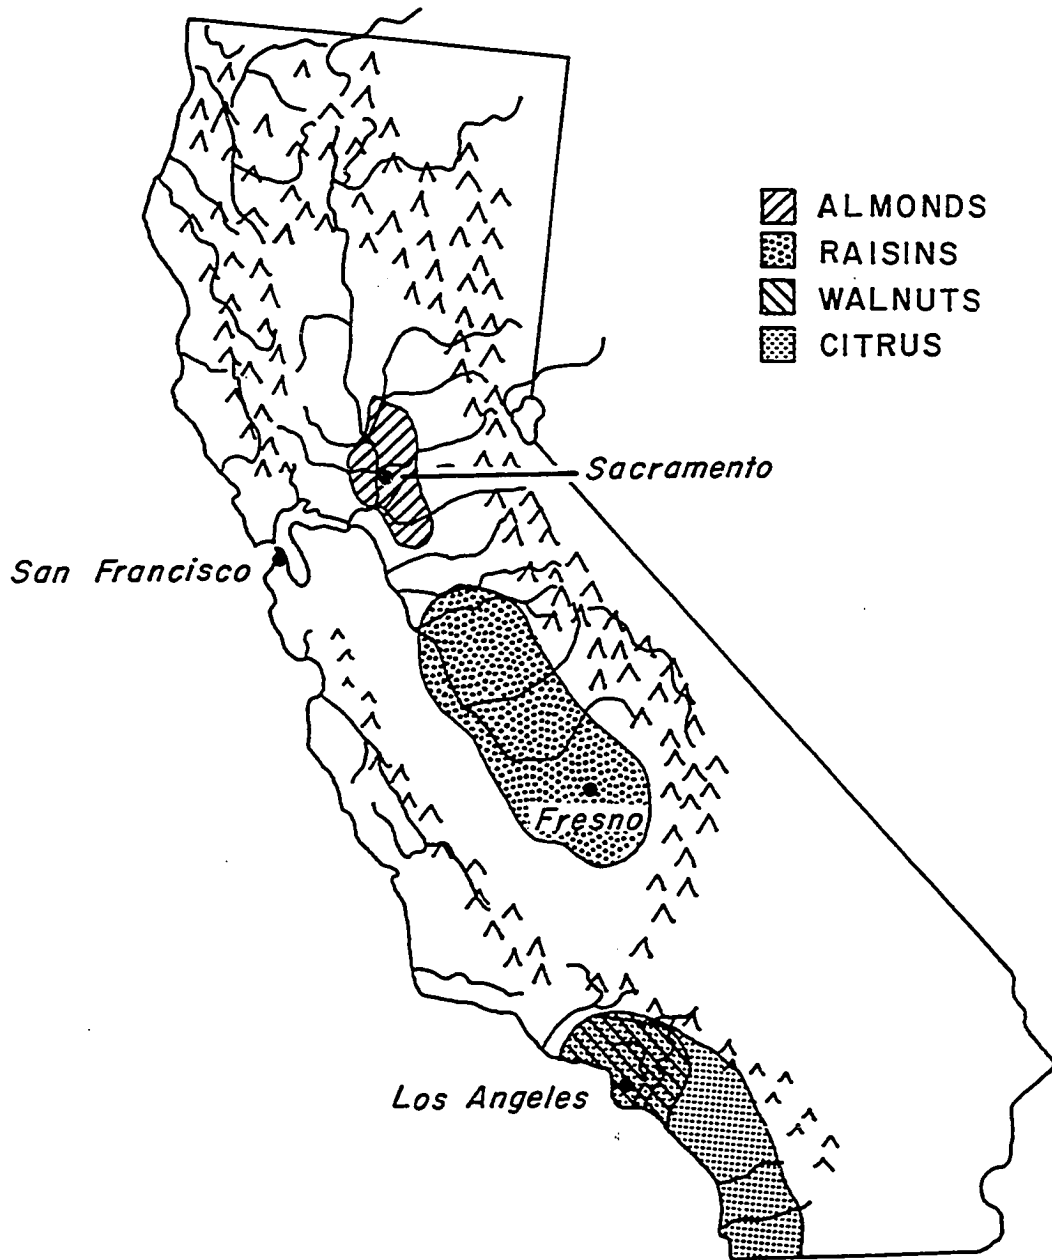 ALMONDS
RAISINS
WALNUTS
CITRUS
Sacramento
San Francisco
Fresno
Los Angeles